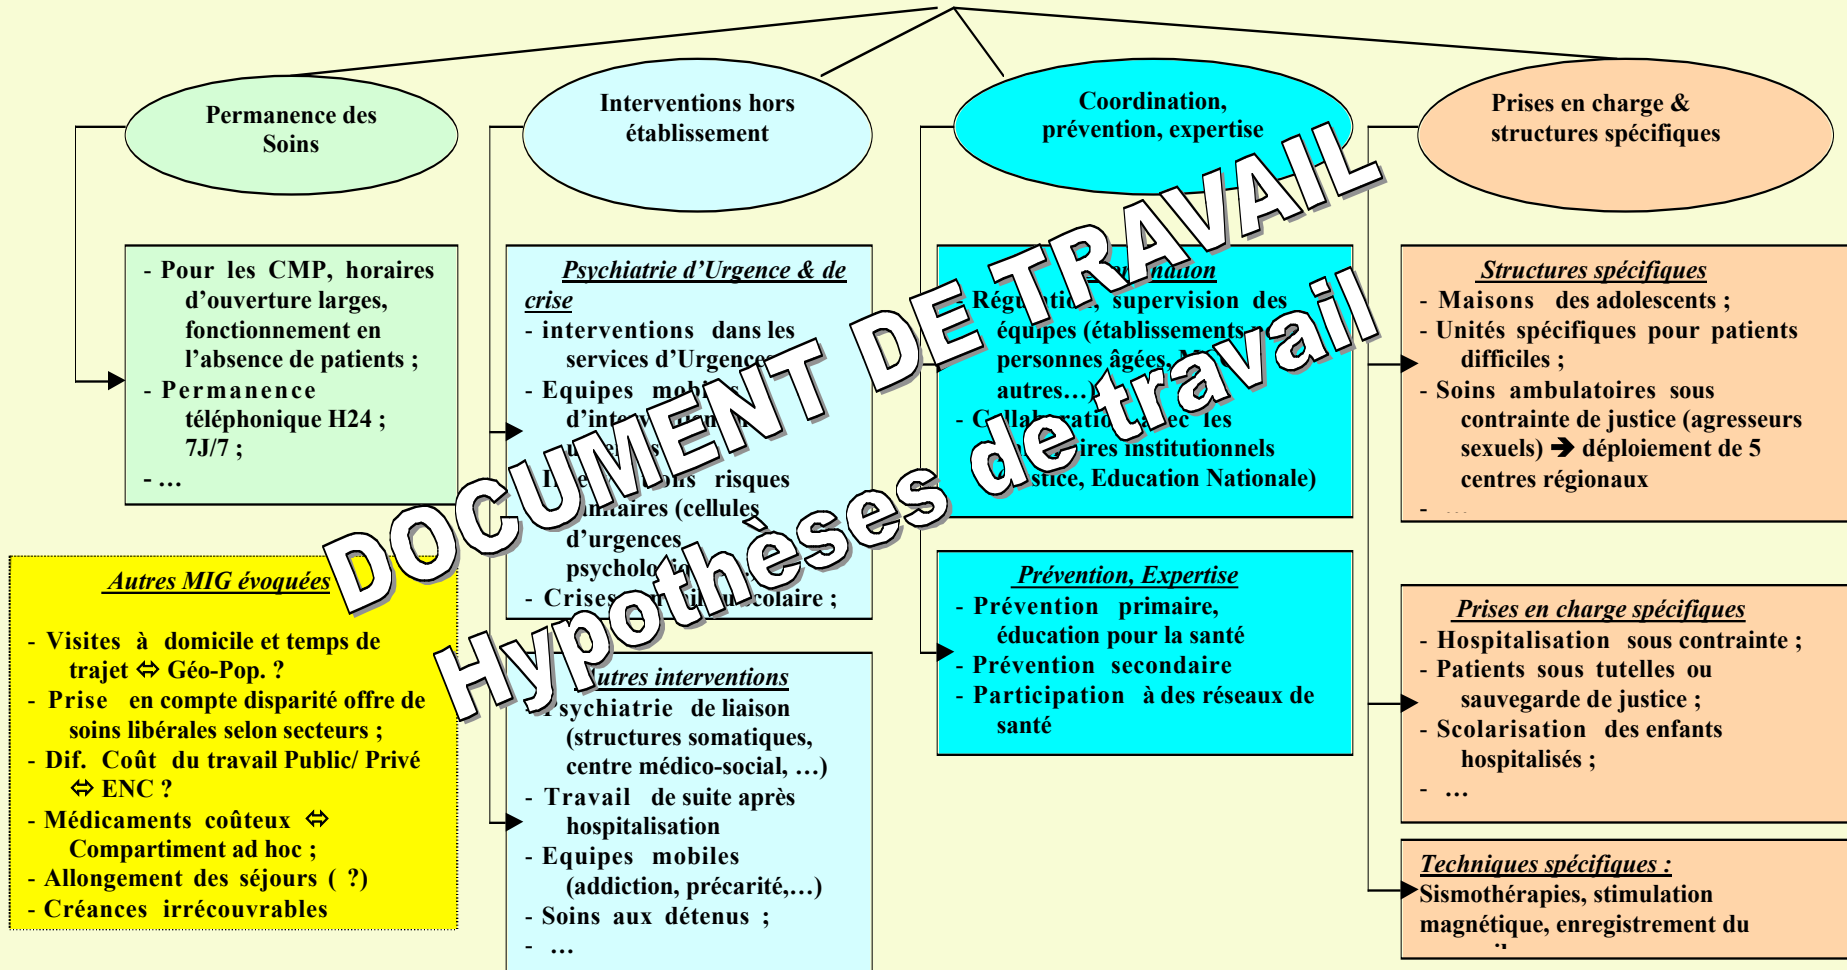 Permanence des
Soins
Interventions hors
établissement
Coordination,
prévention, expertise
Prises en charge &
structures spécifiques
- Pour les CMP, horaires
d’ouverture larges,
fonctionnement en
l’absence de patients ;
- Permanence
téléphonique H24 ;
7J/7 ;
- …
Autres MIG évoquées
- Visites à domicile et temps de
trajet ⇔ Géo-Pop. ?
- Prise en compte disparité offre de
soins libérales selon secteurs ;
- Dif. Coût du travail Public/ Privé
⇔ ENC ?
- Médicaments coûteux ⇔
Compartiment ad hoc ;
- Allongement des séjours ( ?)
- Créances irrécouvrables
Psychiatrie d’Urgence & de
crise
- interventions dans les
services d’Urgences
- Equipes mobiles
- risques
(cellules
d’urgences
- Crises scolaire ;
Autres interventions
- Psychiatrie de liaison
(structures somatiques,
centre médico-social, …)
- Travail de suite après
hospitalisation
- Equipes mobiles
(addiction, précarité,…)
- Soins aux détenus ;
- …
- Régulation, supervision des
équipes (établissements
personnes âgées,
autres…)
- Collaboration avec les
institutionnels
Justice, Education Nationale)
Prévention, Expertise
- Prévention primaire,
éducation pour la santé
- Prévention secondaire
- Participation à des réseaux de
santé
Structures spécifiques
- Maisons des adolescents ;
- Unités spécifiques pour patients
difficiles ;
- Soins ambulatoires sous
contrainte de justice (agresseurs
sexuels) ➔ déploiement de 5
centres régionaux
- …
Prises en charge spécifiques
- Hospitalisation sous contrainte ;
- Patients sous tutelles ou
sauvegarde de justice ;
- Scolarisation des enfants
hospitalisés ;
- …
Techniques spécifiques :
Sismothérapies, stimulation
magnétique, enregistrement du
DOCUMENT DE TRAVAIL
Hypothèses de travail